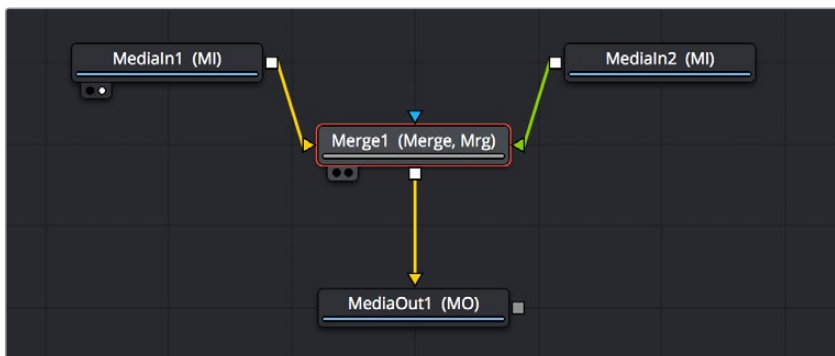 MediaIn1 (MI)
MediaIn2 (MI)
Merge1 (Merge, Mrg)
MediaOut1 (MO)